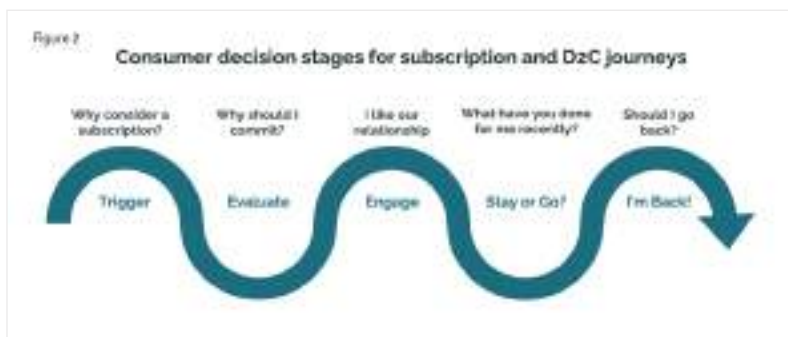 Figure 2
Consumer decision stages for subscription and D2C journeys
Why consider a
subscription?
Why should I
commit?
I like our
relationship
What have you done
for me recently?
Should I go
back?
Trigger
Evaluate
Engage
Stay or Go?
I'm Back!